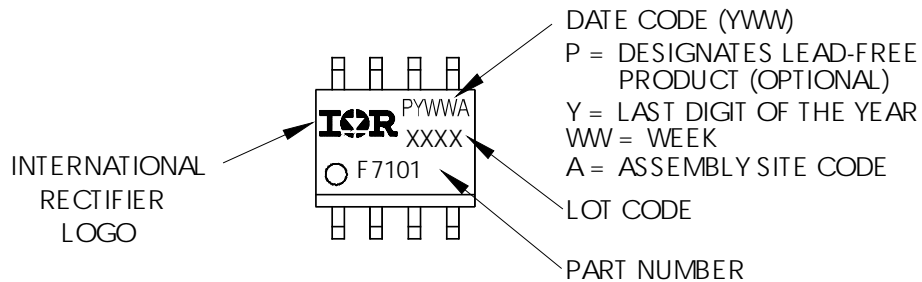 DATE CODE (YWW)
P = DESIGNATES LEAD-FREE
PRODUCT (OPTIONAL)
Y = LAST DIGIT OF THE YEAR
WW = WEEK
A = ASSEMBLY SITE CODE
LOT CODE
PART NUMBER
INTERNATIONAL
RECTIFIER
LOGO
IOR
PYWWA
XXXX
F7101